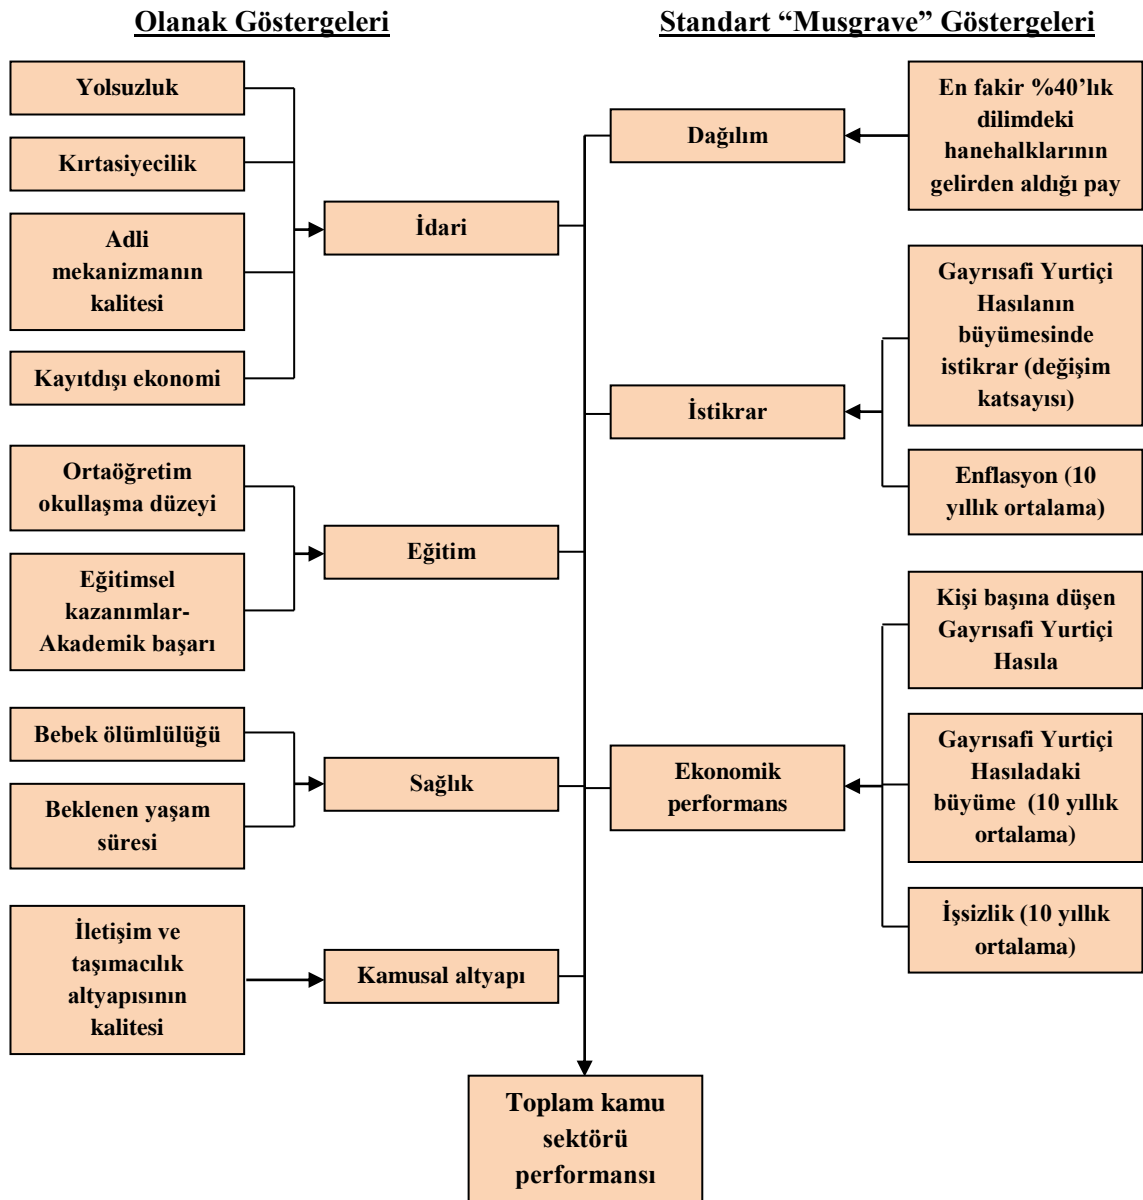 Olanak Göstergeleri
Yolsuzluk
Kırtasiyecilik
Adli
mekanizmanın
kalitesi
Kayıtdışı ekonomi
İdari
Ortaöğretim
okullaşma düzeyi
Eğitimsel
kazanımlar-
Akademik başarı
Eğitim
Bebek ölümlülüğü
Beklenen yaşam
süresi
Sağlık
İletişim ve
taşımacılık
altyapısının
kalitesi
Kamusal altyapı
Standart “Musgrave” Göstergeleri
Dağılım
En fakir %40’lık
dilimdeki
hanehalklarının
gelirden aldığı pay
İstikrar
Gayrısafi Yurtiçi
Hasılanın
büyümesinde
istikrar (değişim
katsayısı)
Enflasyon (10
yıllık ortalama)
Ekonomik
performans
Kişi başına düşen
Gayrısafi Yurtiçi
Hasıla
Gayrısafi Yurtiçi
Hasıladaki
büyüme (10 yıllık
ortalama)
İşsizlik (10 yıllık
ortalama)
Toplam kamu
sektörü
performansı